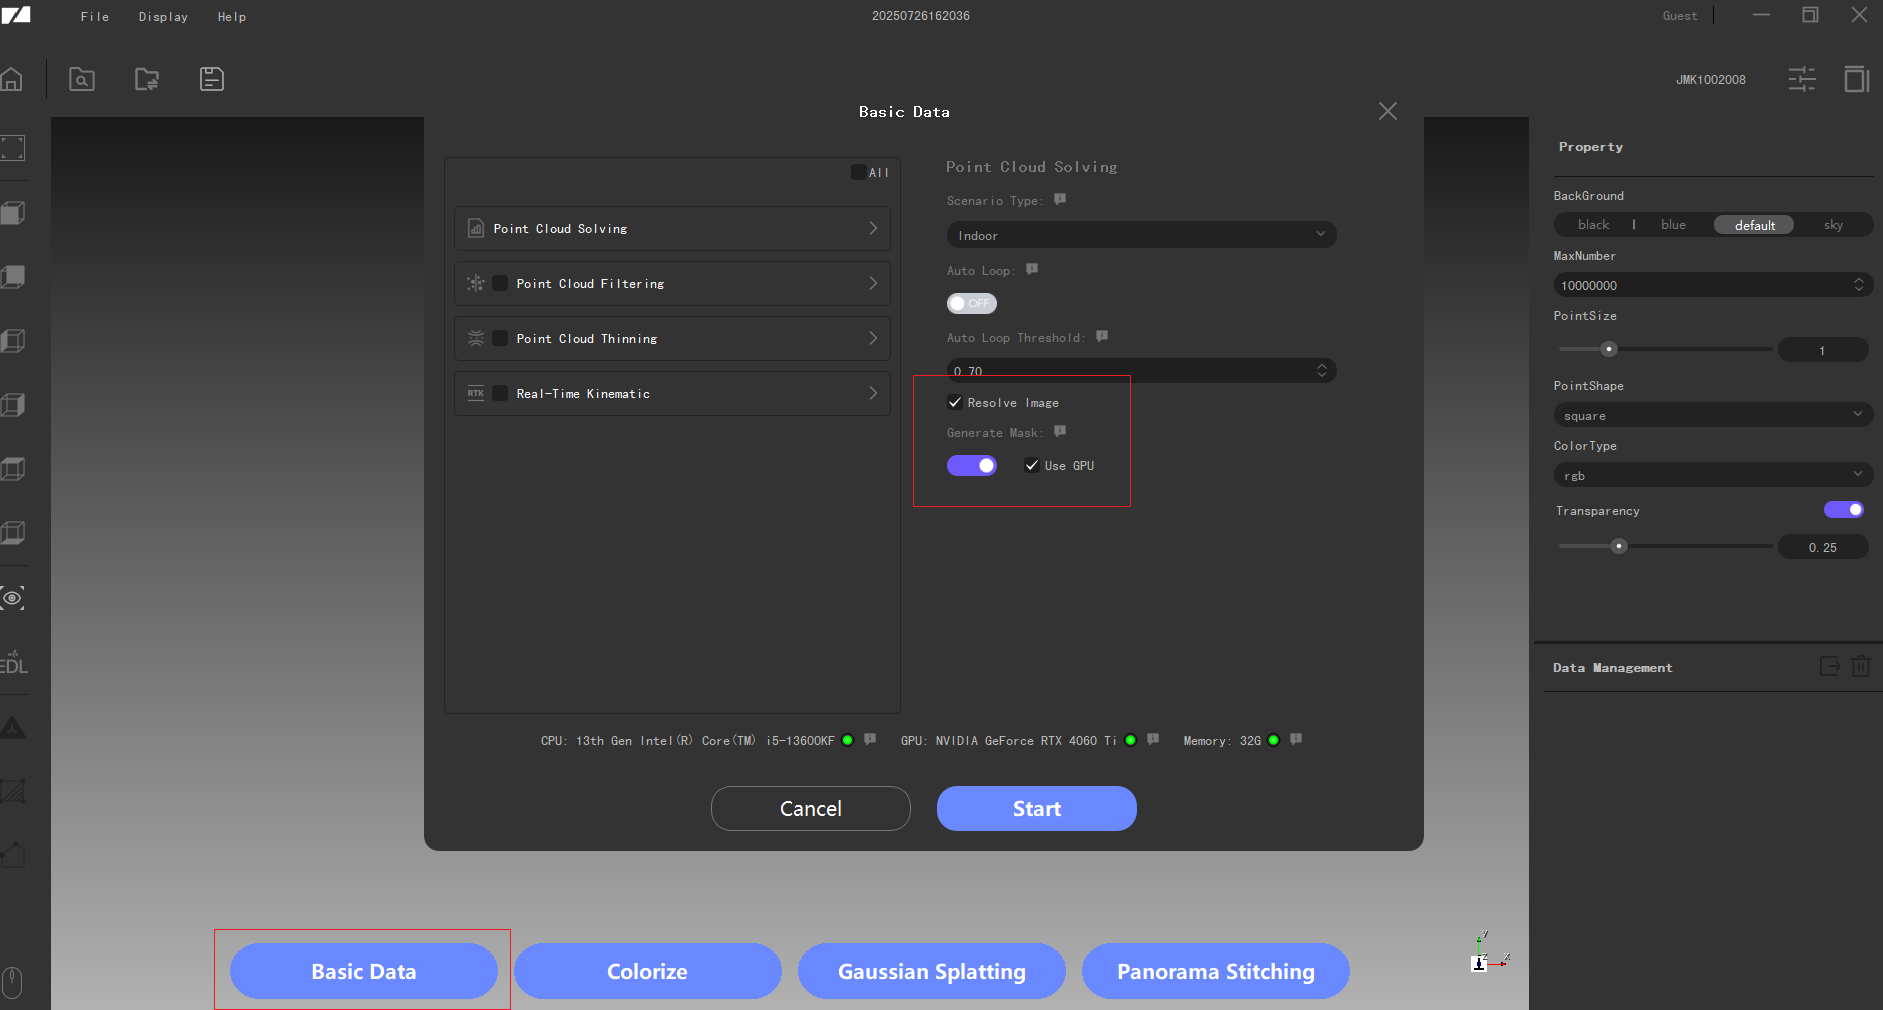 File Display Help
20250726162036
Guest
JMK1002008
Basic Data
All
Point Cloud Solving
Point Cloud Filtering
Point Cloud Thinning
RTK Real-Time Kinematic
Point Cloud Solving
Scenario Type:
Indoor
Auto Loop:
OFF
Auto Loop Threshold:
0.70
Resolve Image
Generate Mask:
Use GPU
CPU: 13th Gen Intel(R) Core(TM) i5-13600KF
GPU: NVIDIA GeForce RTX 4060 Ti
Memory: 32G
Cancel
Start
Property
BackGround
black blue default sky
MaxNumber
10000000
PointSize
1
PointShape
square
ColorType
rgb
Transparency
0.25
Data Management
EDL
Basic Data
Colorize
Gaussian Splatting
Panorama Stitching
Y
Z
X